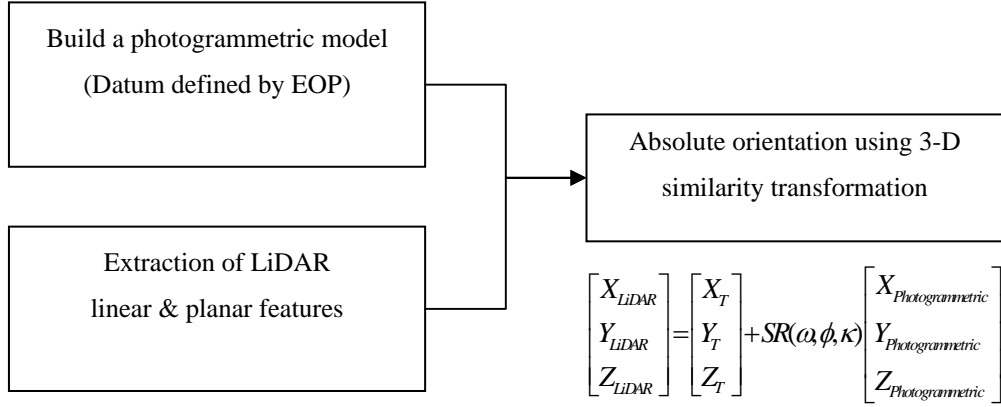 Build a photogrammetric model
(Datum defined by EOP)
Extraction of LiDAR
linear & planar features
Absolute orientation using 3-D
similarity transformation
[X_LiDAR] [X_T] [X_Photogrammetric]
[Y_LiDAR] = [Y_T] + SR(ω,ϕ,κ) [Y_Photogrammetric]
[Z_LiDAR] [Z_T] [Z_Photogrammetric]